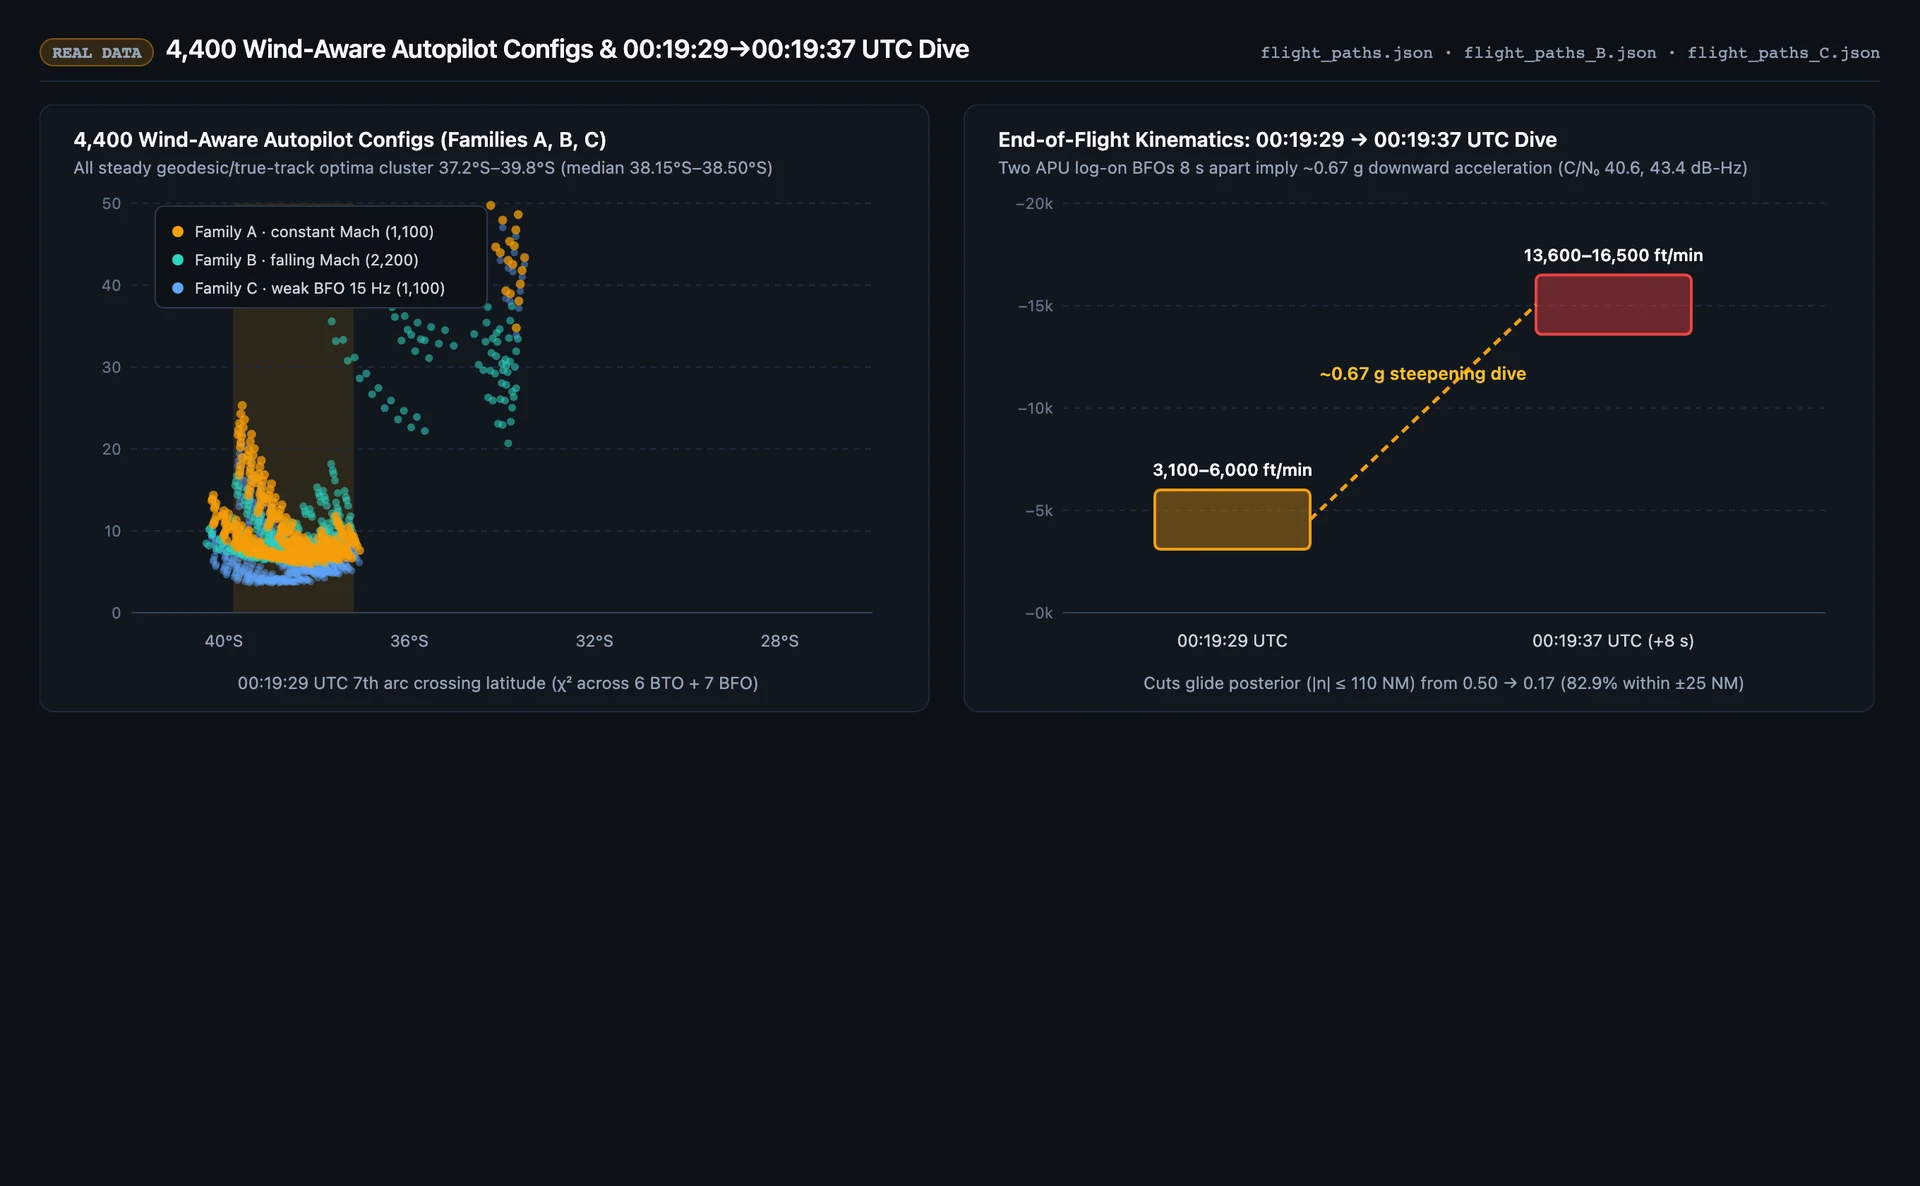 REAL DATA
4,400 Wind-Aware Autopilot Configs & 00:19:29→00:19:37 UTC Dive
flight_paths.json · flight_paths_B.json · flight_paths_C.json
4,400 Wind-Aware Autopilot Configs (Families A, B, C)
All steady geodesic/true-track optima cluster 37.2°S–39.8°S (median 38.15°S–38.50°S)
50
40
30
20
10
0
Family A · constant Mach (1,100)
Family B · falling Mach (2,200)
Family C · weak BFO 15 Hz (1,100)
40°S
36°S
32°S
28°S
00:19:29 UTC 7th arc crossing latitude (χ² across 6 BTO + 7 BFO)
End-of-Flight Kinematics: 00:19:29 → 00:19:37 UTC Dive
Two APU log-on BFOs 8 s apart imply ~0.67 g downward acceleration (C/N₀ 40.6, 43.4 dB-Hz)
−20k
−15k
−10k
−5k
−0k
13,600–16,500 ft/min
~0.67 g steepening dive
3,100–6,000 ft/min
00:19:29 UTC
00:19:37 UTC (+8 s)
Cuts glide posterior (|n| ≤ 110 NM) from 0.50 → 0.17 (82.9% within ±25 NM)